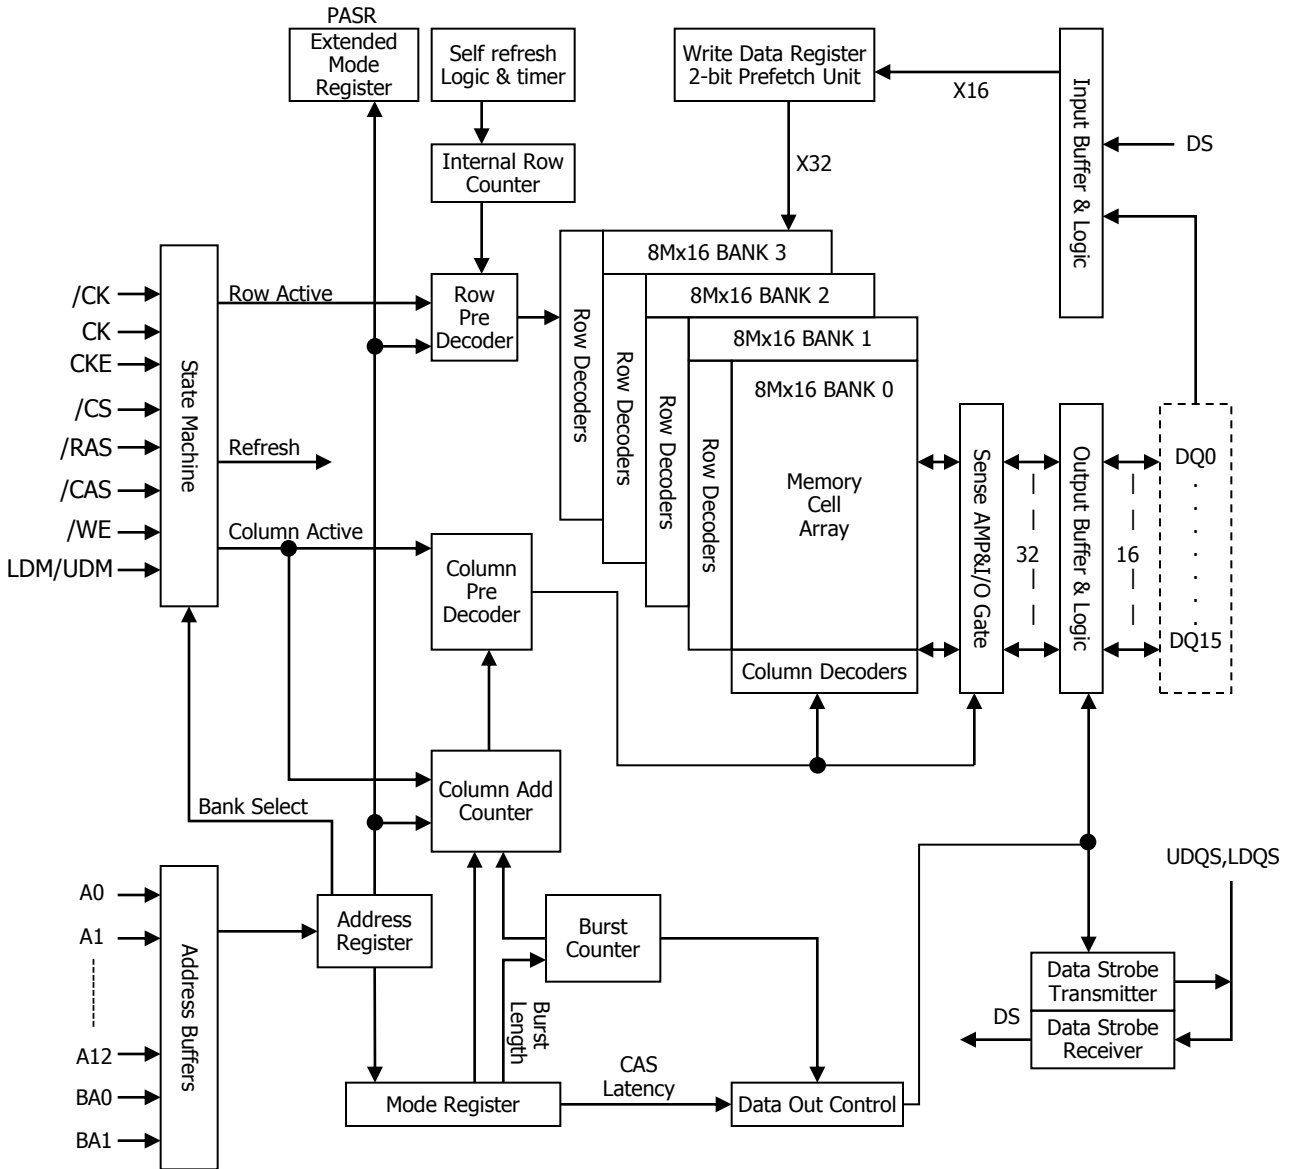 PASR
Extended
Mode
Register
Self refresh
Logic & timer
Write Data Register
2-bit Prefetch Unit
X16
Input Buffer & Logic
DS
Internal Row
Counter
X32
8Mx16 BANK 3
8Mx16 BANK 2
8Mx16 BANK 1
8Mx16 BANK 0
Row Decoders
Row Decoders
Row Decoders
Row Decoders
Memory
Cell
Array
Column Decoders
/CK
CK
CKE
/CS
/RAS
/CAS
/WE
LDM/UDM
State Machine
Row Active
Refresh
Column Active
Row
Pre
Decoder
Column
Pre
Decoder
Sense AMP&I/O Gate
32
Output Buffer & Logic
16
DQ0
DQ15
Bank Select
Column Add
Counter
A0
A1
A12
BA0
BA1
Address Buffers
Address
Register
Burst
Counter
Burst
Length
Mode Register
CAS
Latency
Data Out Control
UDQS,LDQS
Data Strobe
Transmitter
DS
Data Strobe
Receiver